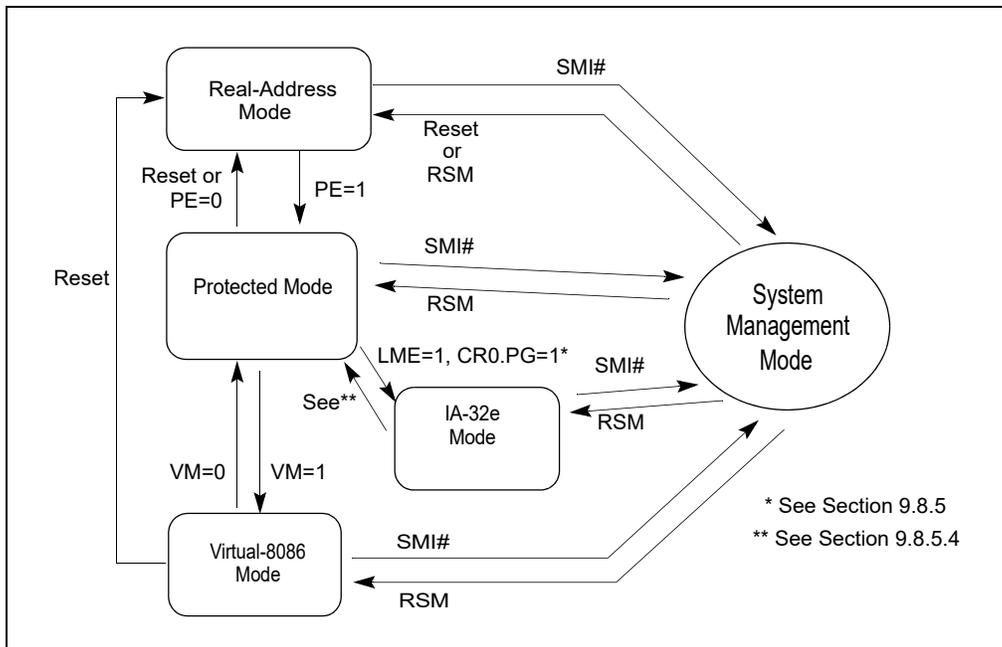 SMI#
Real-Address
Mode
Reset
or
RSM
Reset or
PE=0
PE=1
SMI#
Reset
Protected Mode
RSM
System
Management
Mode
LME=1, CR0.PG=1*
SMI#
See**
IA-32e
Mode
RSM
VM=0
VM=1
* See Section 9.8.5
** See Section 9.8.5.4
Virtual-8086
Mode
SMI#
RSM